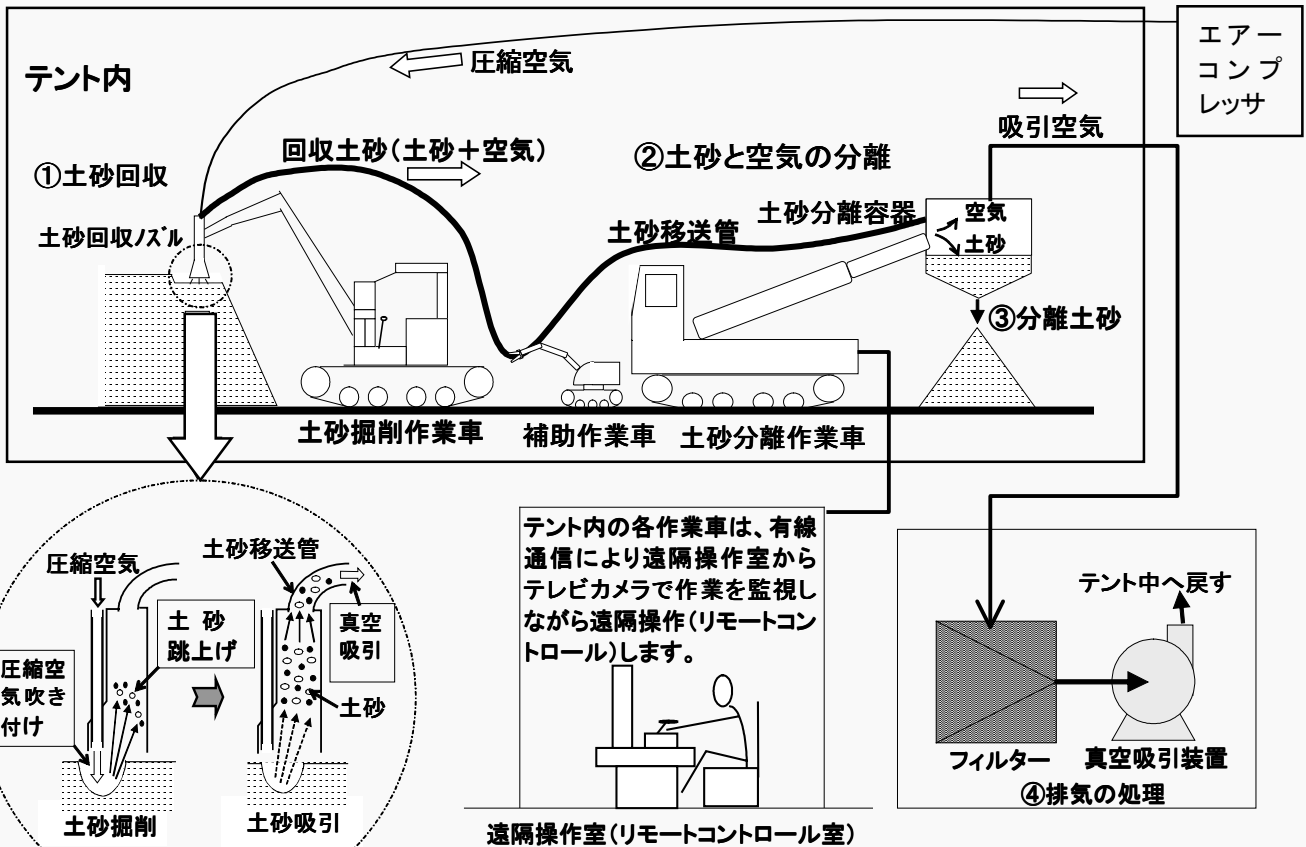 テント内
圧縮空気
エアー
コンプ
レッサ
吸引空気
回収土砂(土砂+空気)
②土砂と空気の分離
①土砂回収
土砂回収ノズル
土砂移送管
土砂分離容器
空気
土砂
③分離土砂
土砂掘削作業車
補助作業車
土砂分離作業車
圧縮空気
土砂移送管
土 砂
跳上げ
真空
吸引
圧縮空
気吹き
付け
土砂
土砂掘削
土砂吸引
テント内の各作業車は、有線
通信により遠隔操作室から
テレビカメラで作業を監視し
ながら遠隔操作(リモートコン
トロール)します。
遠隔操作室(リモートコントロール室)
テント中へ戻す
フィルター
真空吸引装置
④排気の処理